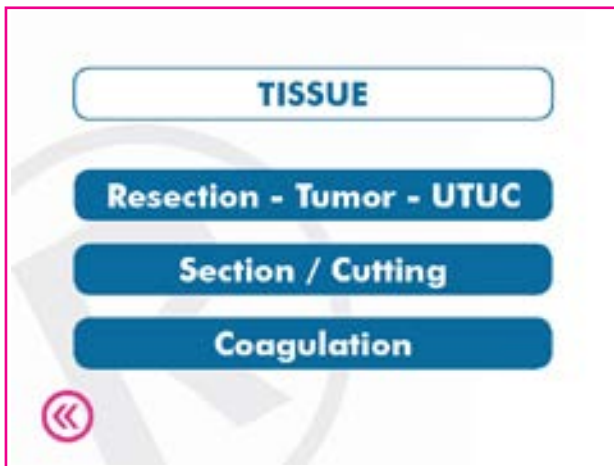 TISSUE
Resection - Tumor - UTUC
Section / Cutting
Coagulation